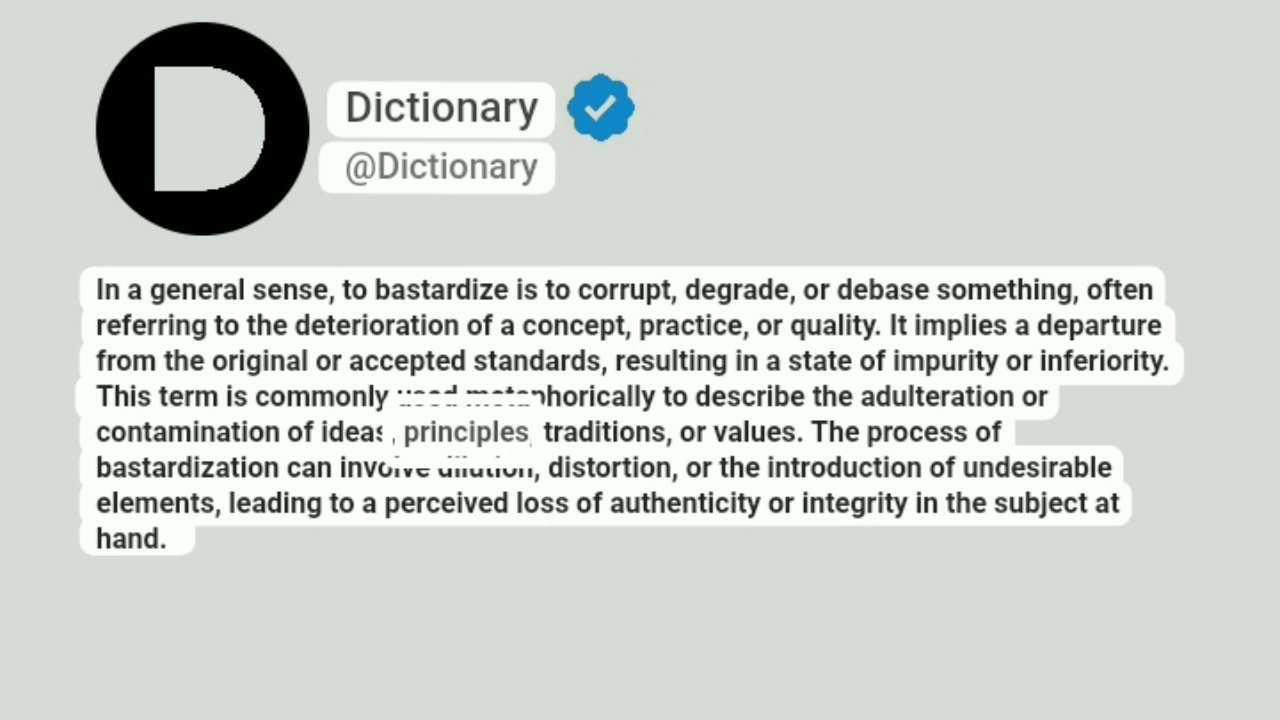 D
Dictionary
@Dictionary
In a general sense, to bastardize is to corrupt, degrade, or debase something, often
referring to the deterioration of a concept, practice, or quality. It implies a departure
from the original or accepted standards, resulting in a state of impurity or inferiority.
This term is commonly used metaphorically to describe the adulteration or
contamination of ideas, principles, traditions, or values. The process of
bastardization can involve dilution, distortion, or the introduction of undesirable
elements, leading to a perceived loss of authenticity or integrity in the subject at
hand.